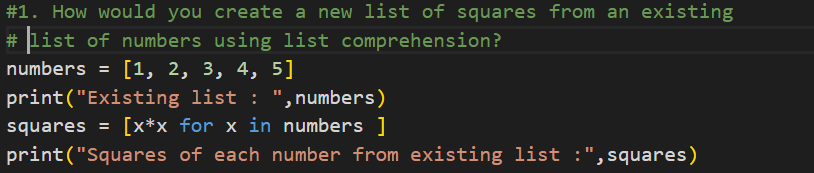 #1. How would you create a new list of squares from an existing
# list of numbers using list comprehension?
numbers = [1, 2, 3, 4, 5]
print("Existing list : ",numbers)
squares = [x*x for x in numbers ]
print("Squares of each number from existing list :",squares)